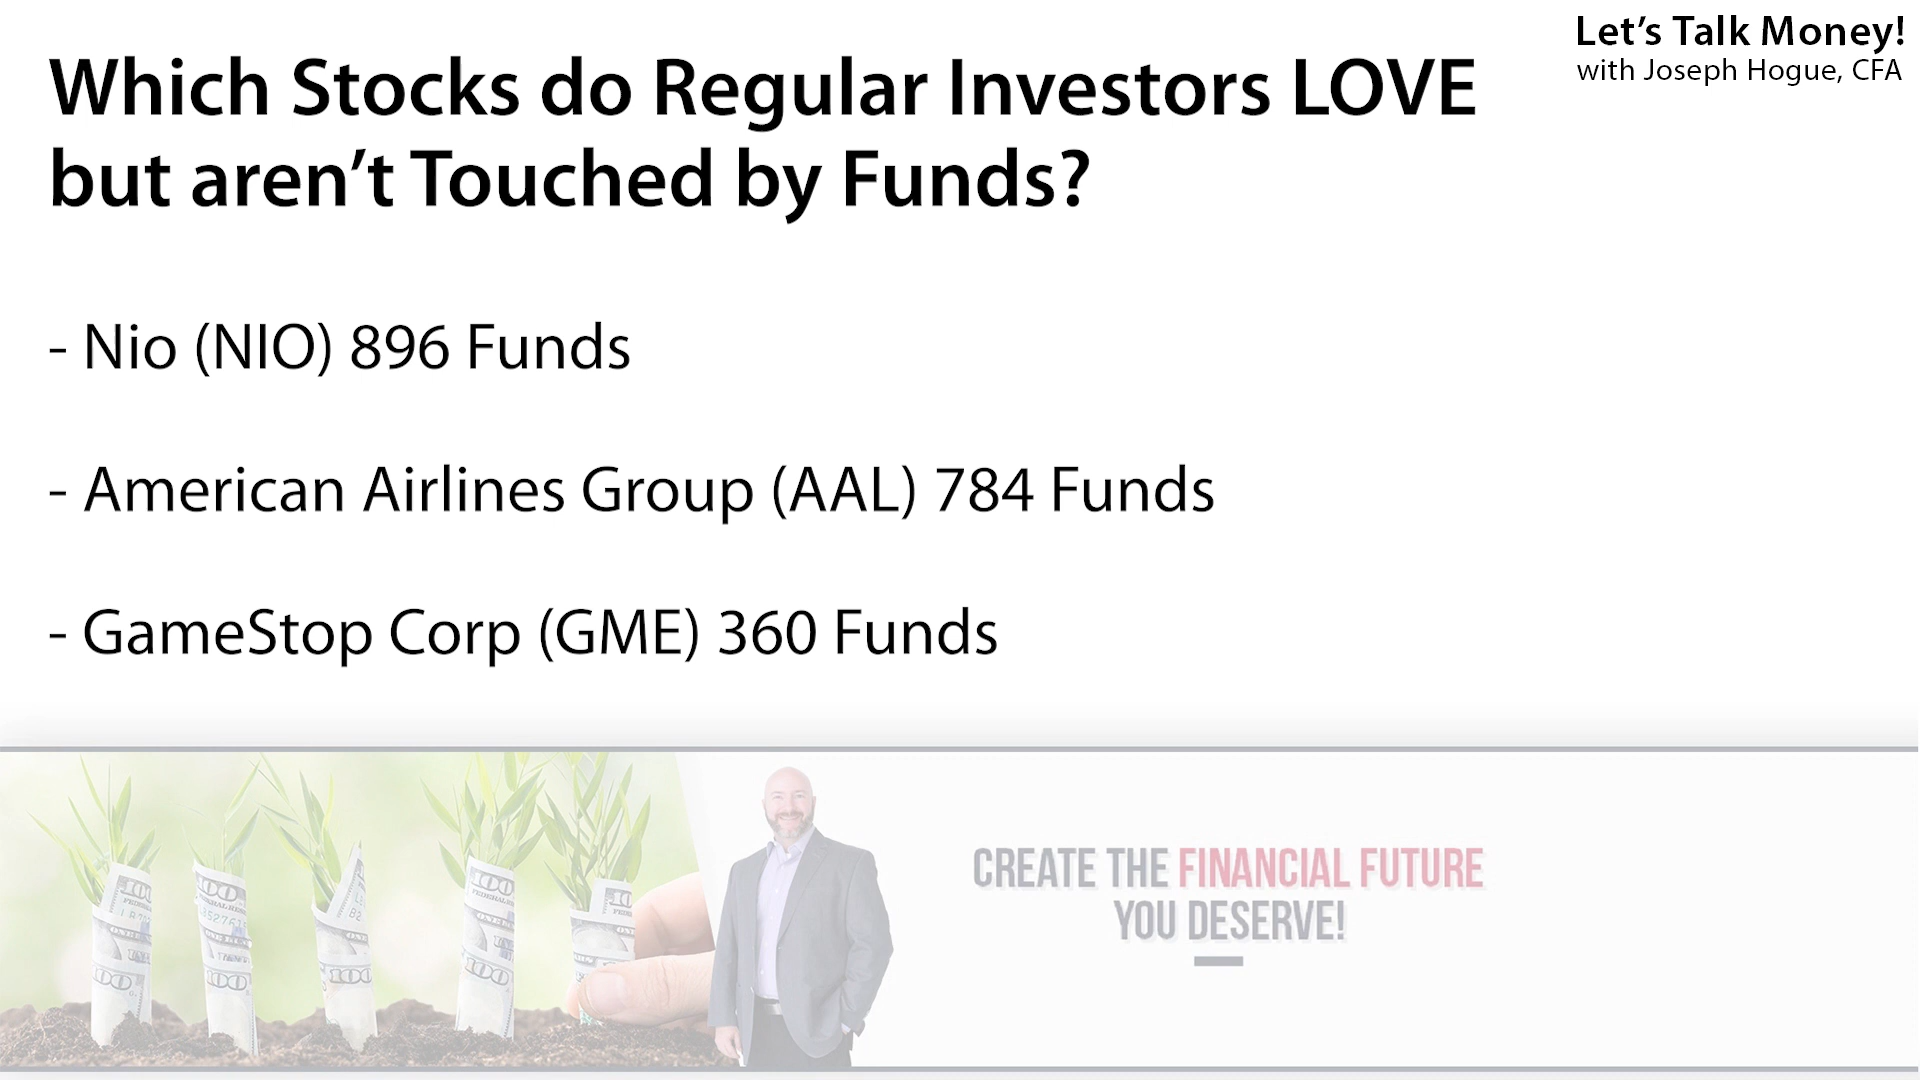 Let’s Talk Money!
with Joseph Hogue, CFA
Which Stocks do Regular Investors LOVE
but aren’t Touched by Funds?
- Nio (NIO) 896 Funds
- American Airlines Group (AAL) 784 Funds
- GameStop Corp (GME) 360 Funds
CREATE THE FINANCIAL FUTURE
YOU DESERVE!